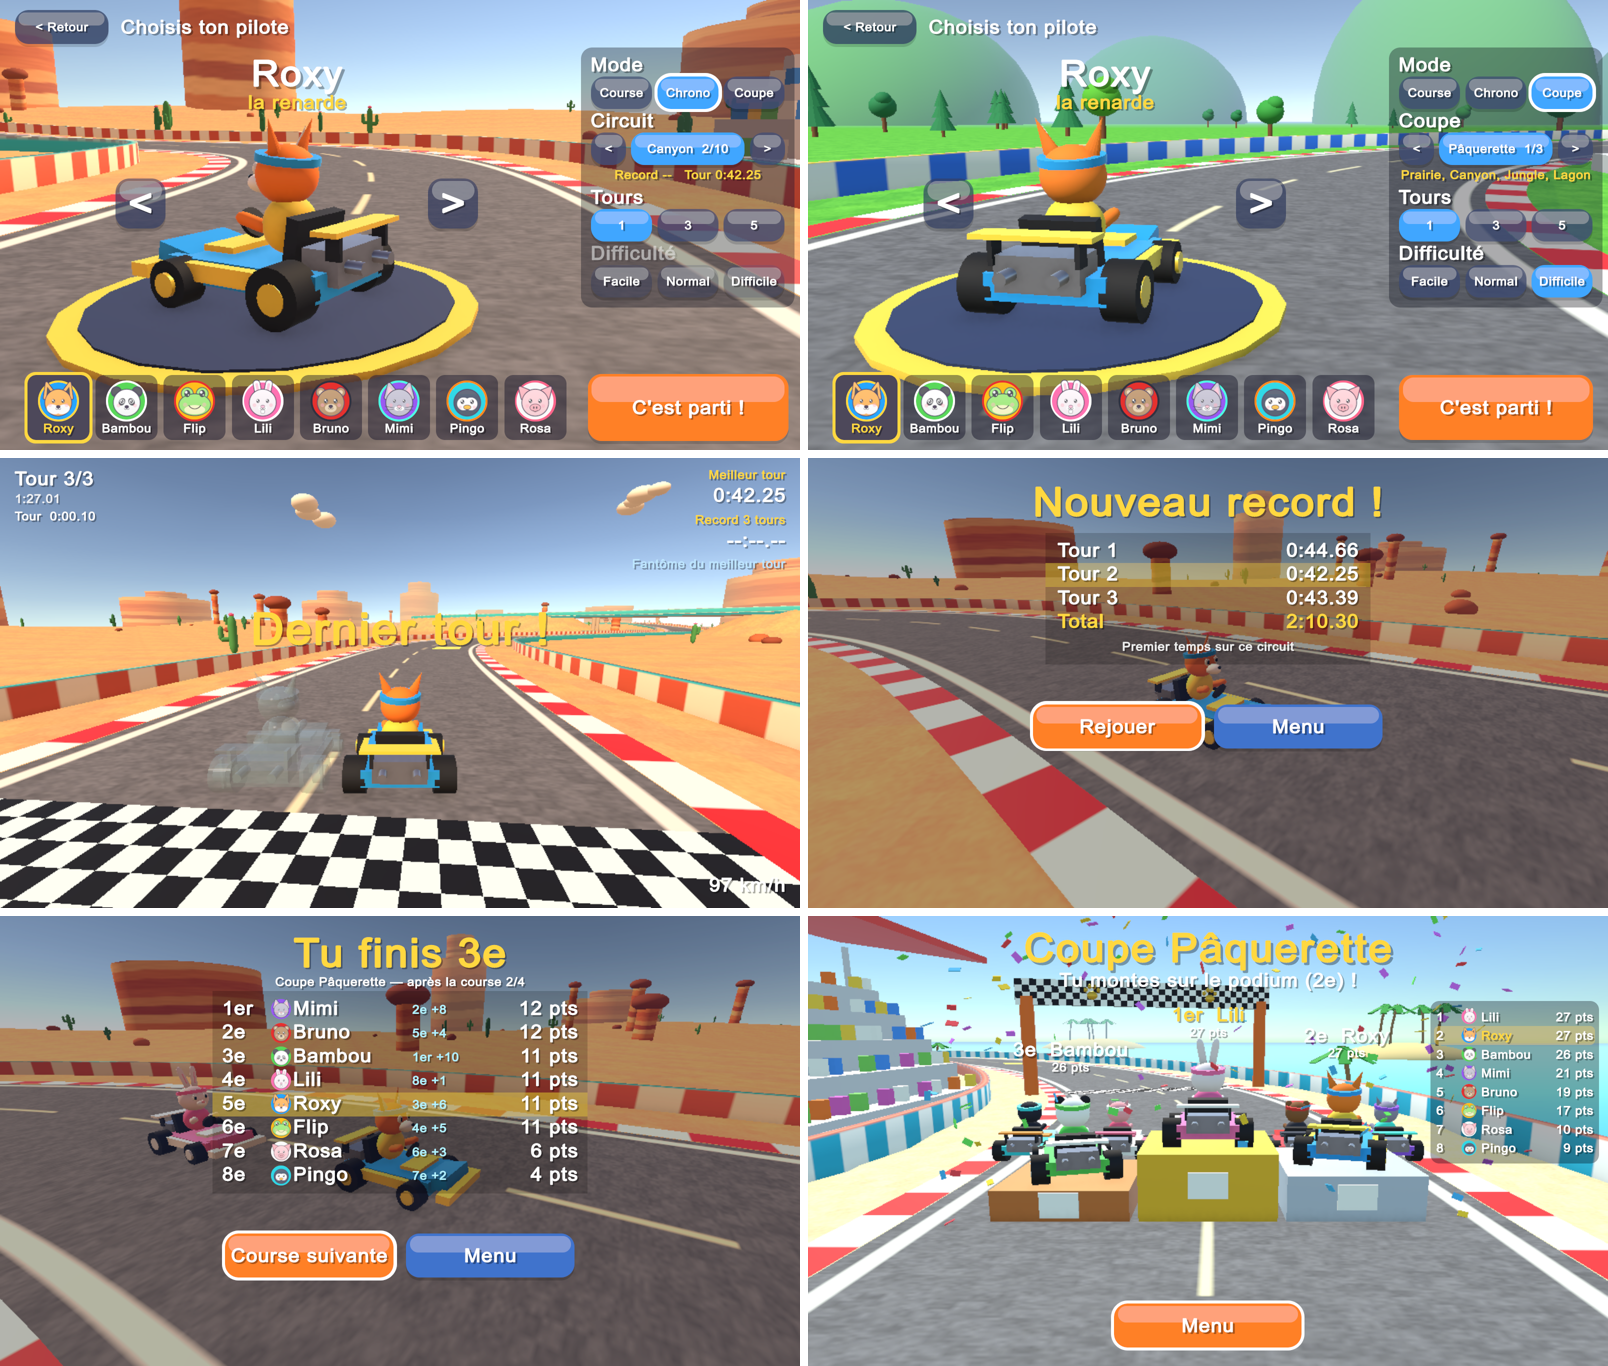 < Retour
Choisis ton pilote
Roxy
la renarde
Mode
Course Chrono Coupe
Circuit
< Canyon 2/10 >
Record -- Tour 0:42.25
Tours
1 3 5
Difficulté
Facile Normal Difficile
< >
Roxy Bambou Flip Lili Bruno Mimi Pingo Rosa
C'est parti !
< Retour
Choisis ton pilote
Roxy
la renarde
Mode
Course Chrono Coupe
Coupe
< Pâquerette 1/3 >
Prairie, Canyon, Jungle, Lagon
Tours
1 3 5
Difficulté
Facile Normal Difficile
< >
Roxy Bambou Flip Lili Bruno Mimi Pingo Rosa
C'est parti !
Tour 3/3
1:27.01
Tour 0:00.10
Meilleur tour
0:42.25
Record 3 tours
--:--.--
Fantôme du meilleur tour
Dernier tour !
97 km/h
Nouveau record !
Tour 1 0:44.66
Tour 2 0:42.25
Tour 3 0:43.39
Total 2:10.30
Premier temps sur ce circuit
Rejouer Menu
Tu finis 3e
Coupe Pâquerette — après la course 2/4
1er Mimi 2e +8 12 pts
2e Bruno 5e +4 12 pts
3e Bambou 1er +10 11 pts
4e Lili 8e +1 11 pts
5e Roxy 3e +6 11 pts
6e Flip 4e +5 11 pts
7e Rosa 6e +3 6 pts
8e Pingo 7e +2 4 pts
Course suivante Menu
Coupe Pâquerette
Tu montes sur le podium (2e) !
1er Lili
27 pts
2e Roxy
27 pts
3e Bambou
26 pts
1 Lili 27 pts
2 Roxy 27 pts
3 Bambou 26 pts
4 Mimi 21 pts
5 Bruno 19 pts
6 Flip 17 pts
7 Rosa 10 pts
8 Pingo 9 pts
Menu